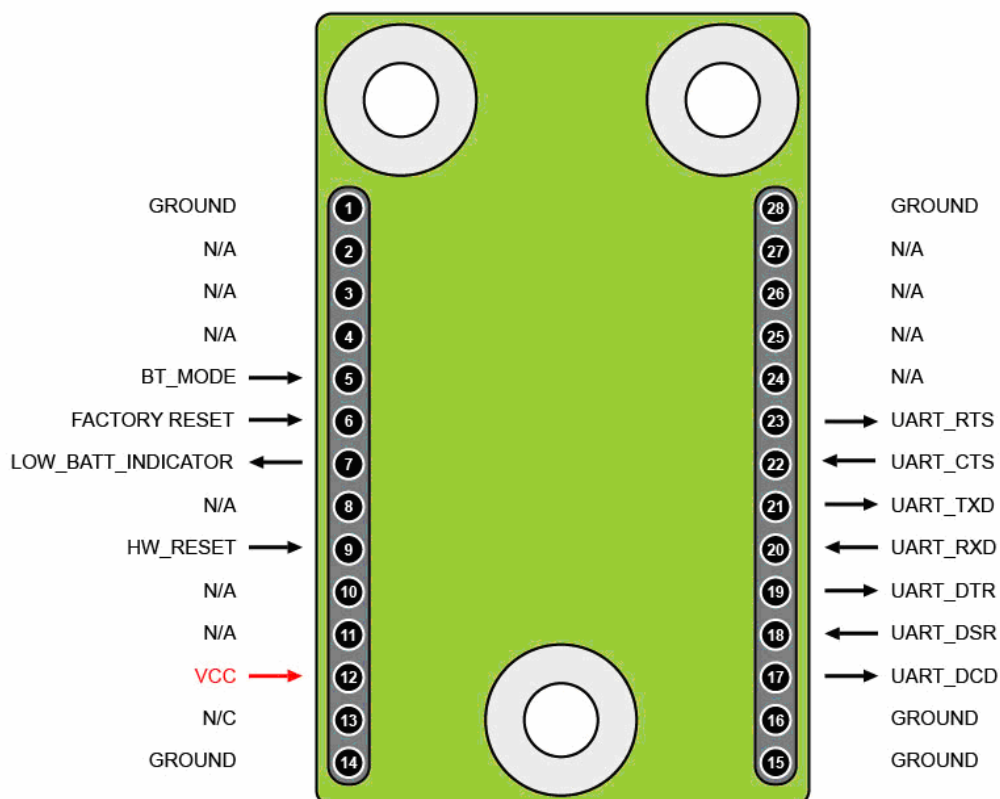 GROUND 1 28 GROUND
N/A 2 27 N/A
N/A 3 26 N/A
N/A 4 25 N/A
BT_MODE 5 24 N/A
FACTORY RESET 6 23 UART_RTS
LOW_BATT_INDICATOR 7 22 UART_CTS
N/A 8 21 UART_TXD
HW_RESET 9 20 UART_RXD
N/A 10 19 UART_DTR
N/A 11 18 UART_DSR
VCC 12 17 UART_DCD
N/C 13 16 GROUND
GROUND 14 15 GROUND